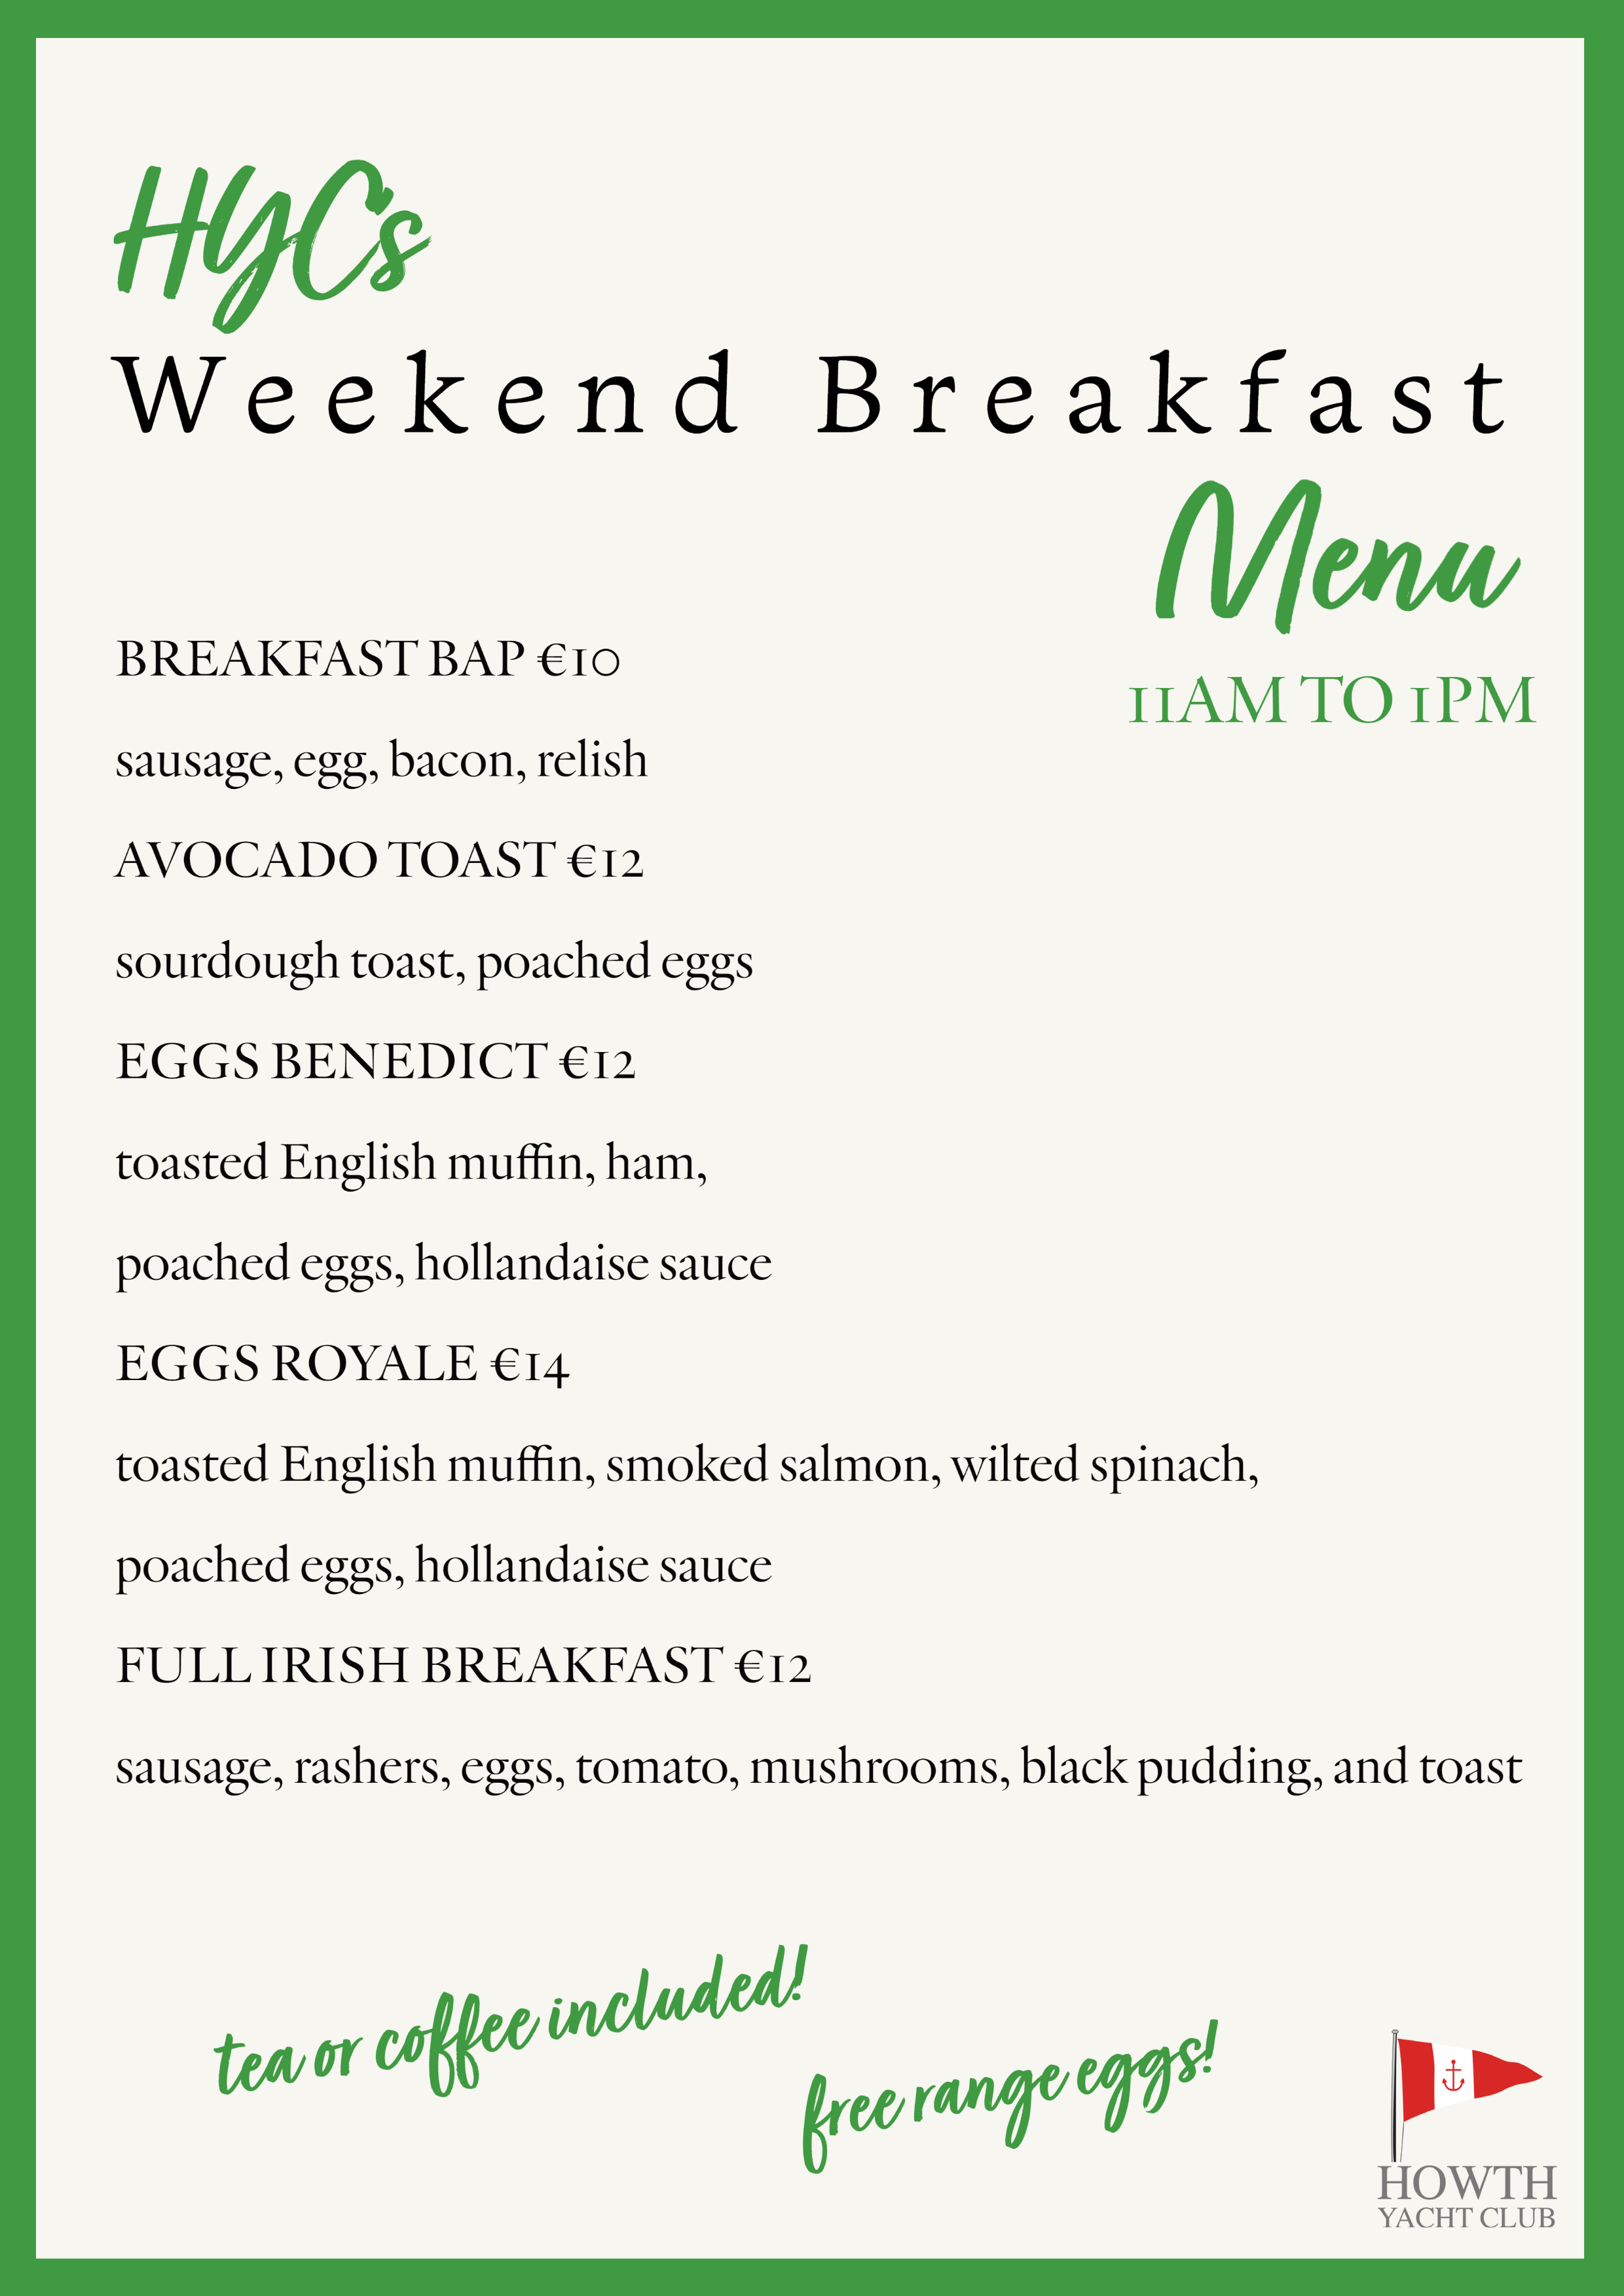 HYC's
Weekend Breakfast
Menu
11AM TO 1PM
BREAKFAST BAP €10
sausage, egg, bacon, relish
AVOCADO TOAST €12
sourdough toast, poached eggs
EGGS BENEDICT €12
toasted English muffin, ham,
poached eggs, hollandaise sauce
EGGS ROYALE €14
toasted English muffin, smoked salmon, wilted spinach,
poached eggs, hollandaise sauce
FULL IRISH BREAKFAST €12
sausage, rashers, eggs, tomato, mushrooms, black pudding, and toast
tea or coffee included!
free range eggs!
HOWTH
YACHT CLUB